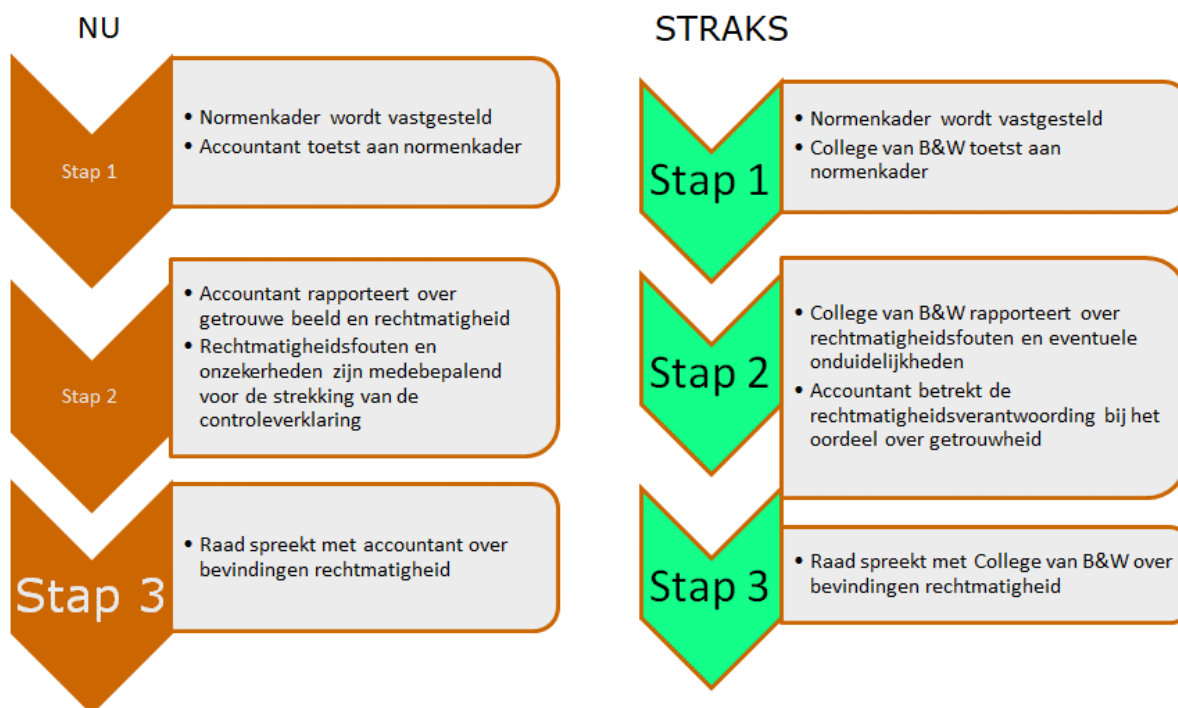 NU
Stap 1
• Normenkader wordt vastgesteld
• Accountant toetst aan normenkader
Stap 2
• Accountant rapporteert over
getrouwe beeld en rechtmatigheid
• Rechtmatigheidsfouten en
onzekerheden zijn medebepalend
voor de strekking van de
controleverklaring
Stap 3
• Raad spreekt met accountant over
bevindingen rechtmatigheid
STRAKS
Stap 1
• Normenkader wordt vastgesteld
• College van B&W toetst aan
normenkader
Stap 2
• College van B&W rapporteert over
rechtmatigheidsfouten en eventuele
onduidelijkheden
• Accountant betrekt de
rechtmatigheidsverantwoording bij het
oordeel over getrouwheid
Stap 3
• Raad spreekt met College van B&W over
bevindingen rechtmatigheid